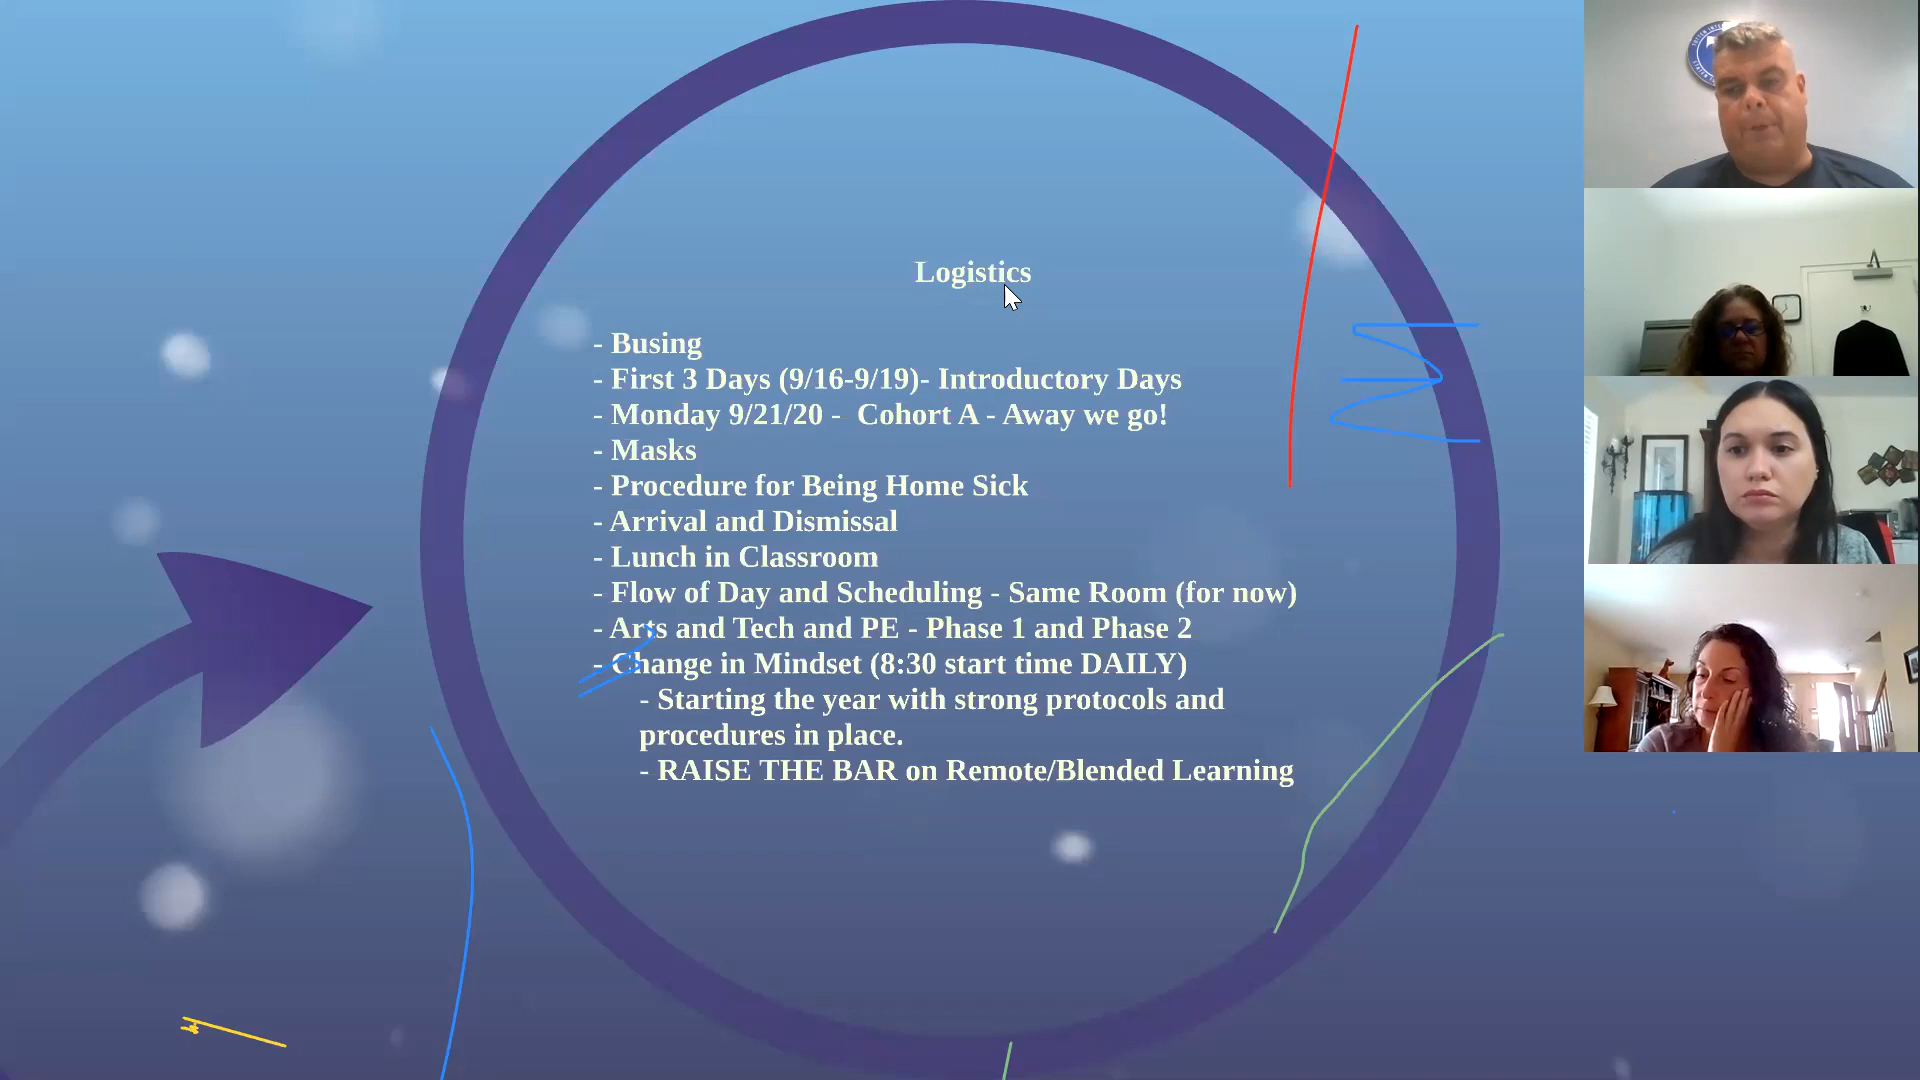 Logistics
- Busing
- First 3 Days (9/16-9/19)- Introductory Days
- Monday 9/21/20 -  Cohort A - Away we go!
- Masks
- Procedure for Being Home Sick
- Arrival and Dismissal
- Lunch in Classroom
- Flow of Day and Scheduling - Same Room (for now)
- Arts and Tech and PE - Phase 1 and Phase 2
- Change in Mindset (8:30 start time DAILY)
- Starting the year with strong protocols and
procedures in place.
- RAISE THE BAR on Remote/Blended Learning